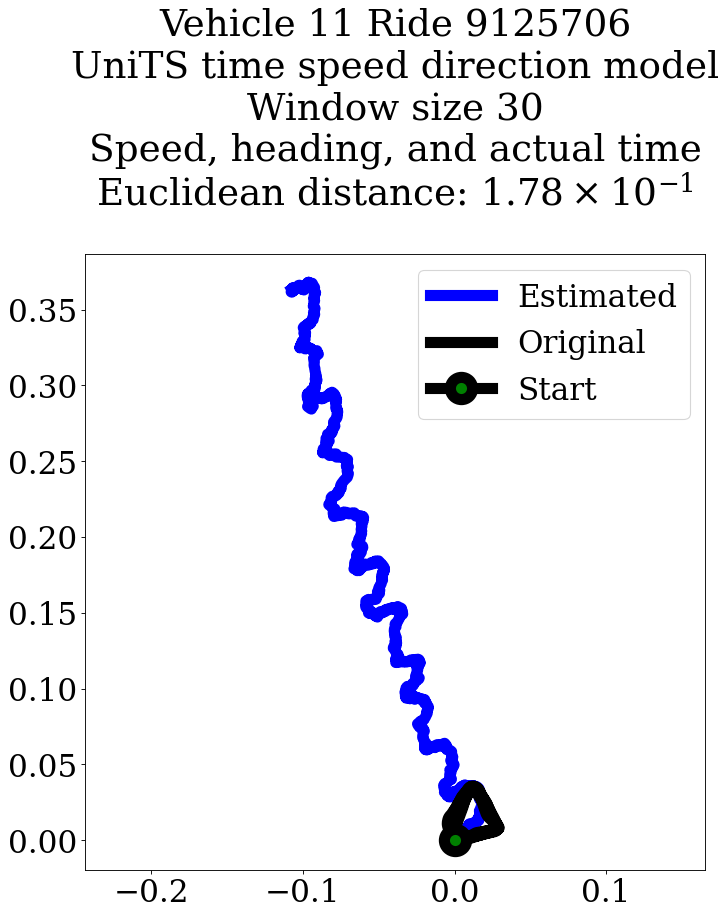 Vehicle 11 Ride 9125706
UniTS time speed direction model
Window size 30
Speed, heading, and actual time
Euclidean distance: 1.78 × 10⁻¹
Estimated
Original
Start
0.35
0.30
0.25
0.20
0.15
0.10
0.05
0.00
−0.2 −0.1 0.0 0.1